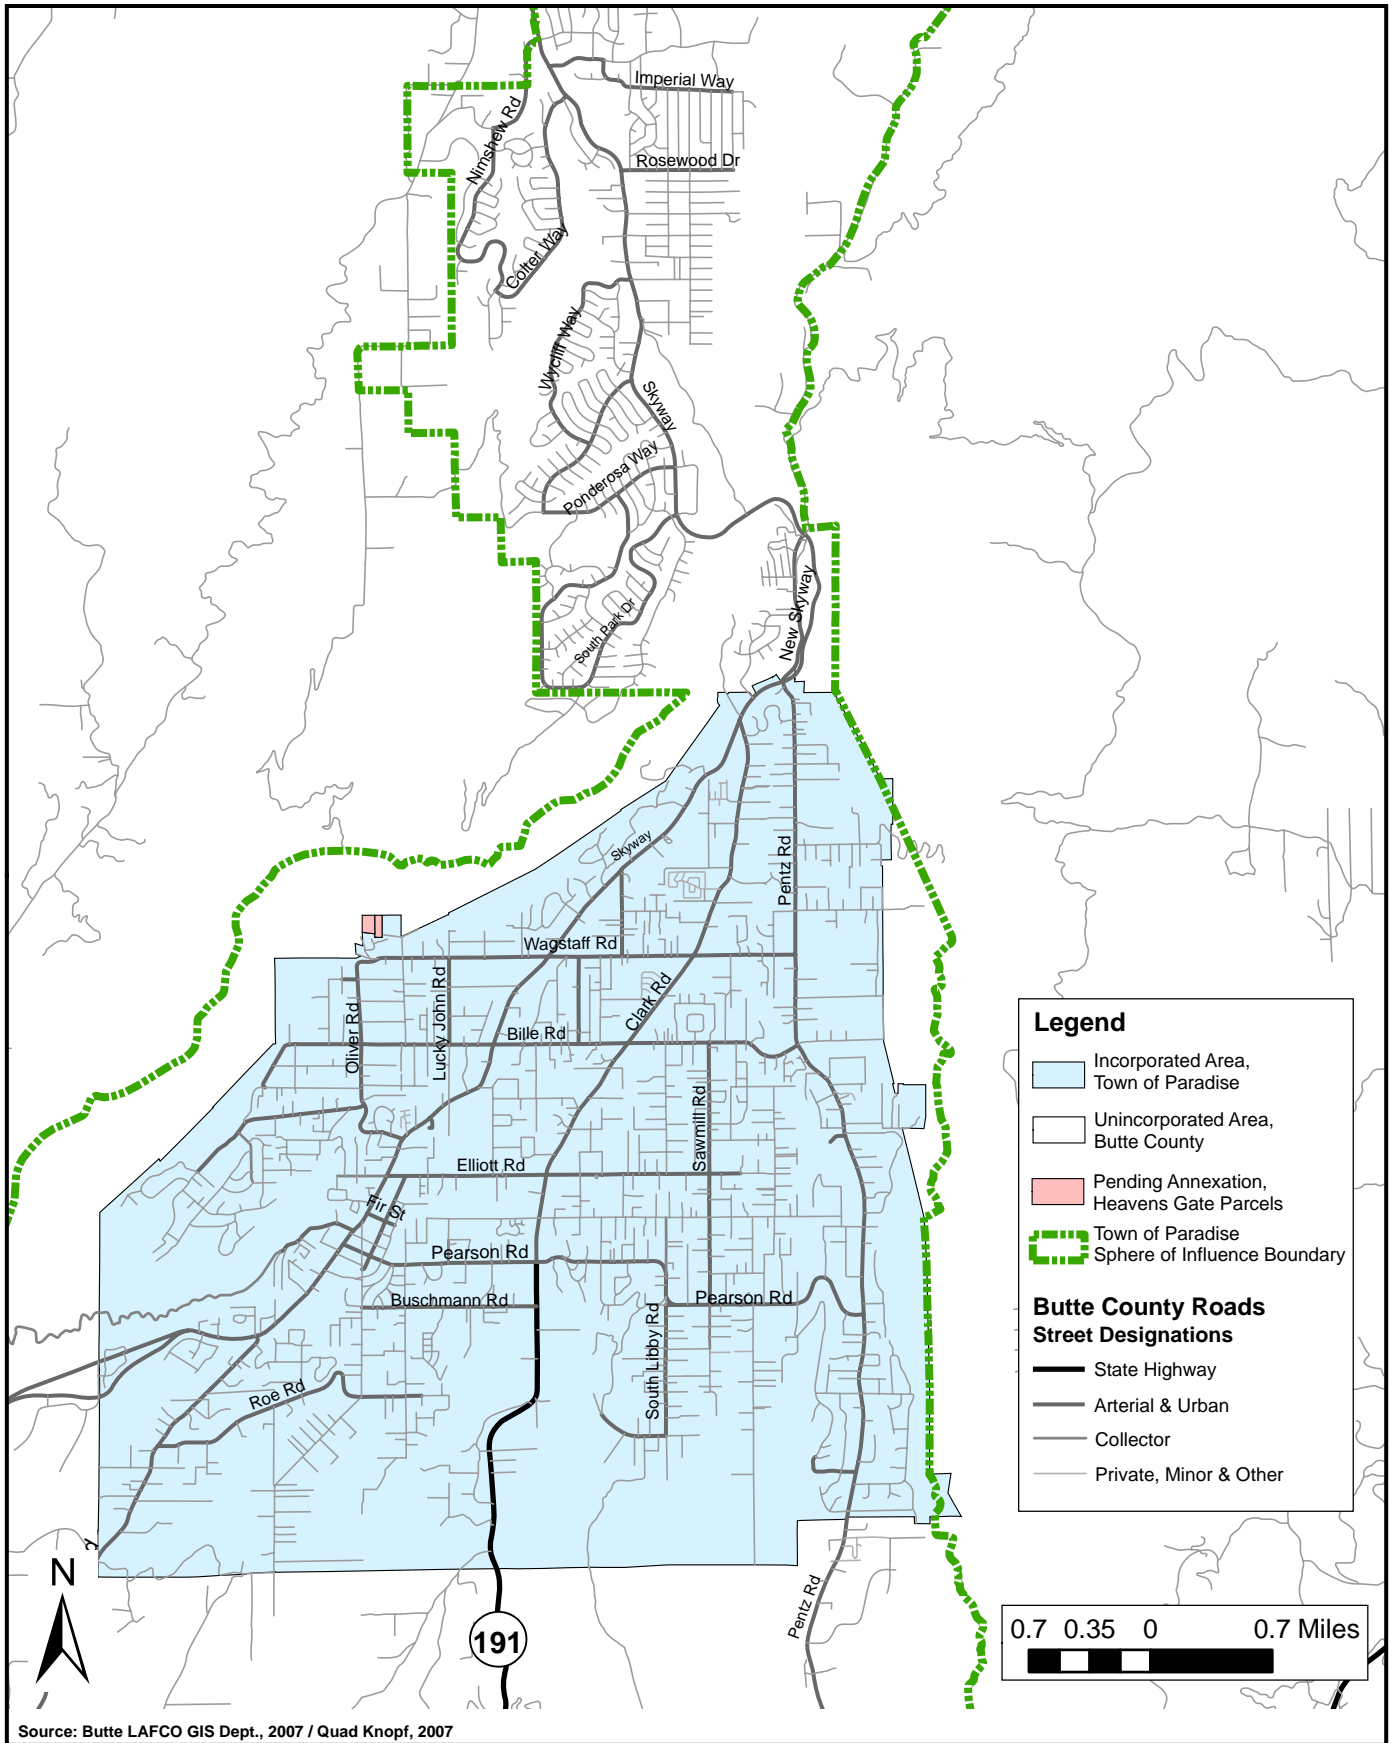 Imperial Way
Nimshew Rd
Rosewood Dr
Colter Way
Wycliff Way
Skyway
Ponderosa Way
New Skyway
South Park Dr
Skyway
Pentz Rd
Wagstaff Rd
Clark Rd
Lucky John Rd
Oliver Rd
Bille Rd
Sawmill Rd
Elliott Rd
Fir St
Pearson Rd
Buschmann Rd
Pearson Rd
South Libby Rd
Roe Rd
Pentz Rd
191
N
Legend
Incorporated Area,
Town of Paradise
Unincorporated Area,
Butte County
Pending Annexation,
Heavens Gate Parcels
Town of Paradise
Sphere of Influence Boundary
Butte County Roads
Street Designations
State Highway
Arterial & Urban
Collector
Private, Minor & Other
0.7 0.35 0 0.7 Miles
Source: Butte LAFCO GIS Dept., 2007 / Quad Knopf, 2007